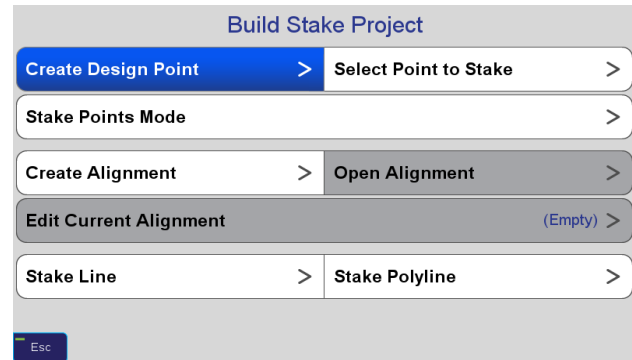 Build Stake Project
Create Design Point > Select Point to Stake >
Stake Points Mode >
Create Alignment > Open Alignment >
Edit Current Alignment (Empty) >
Stake Line > Stake Polyline >
Esc